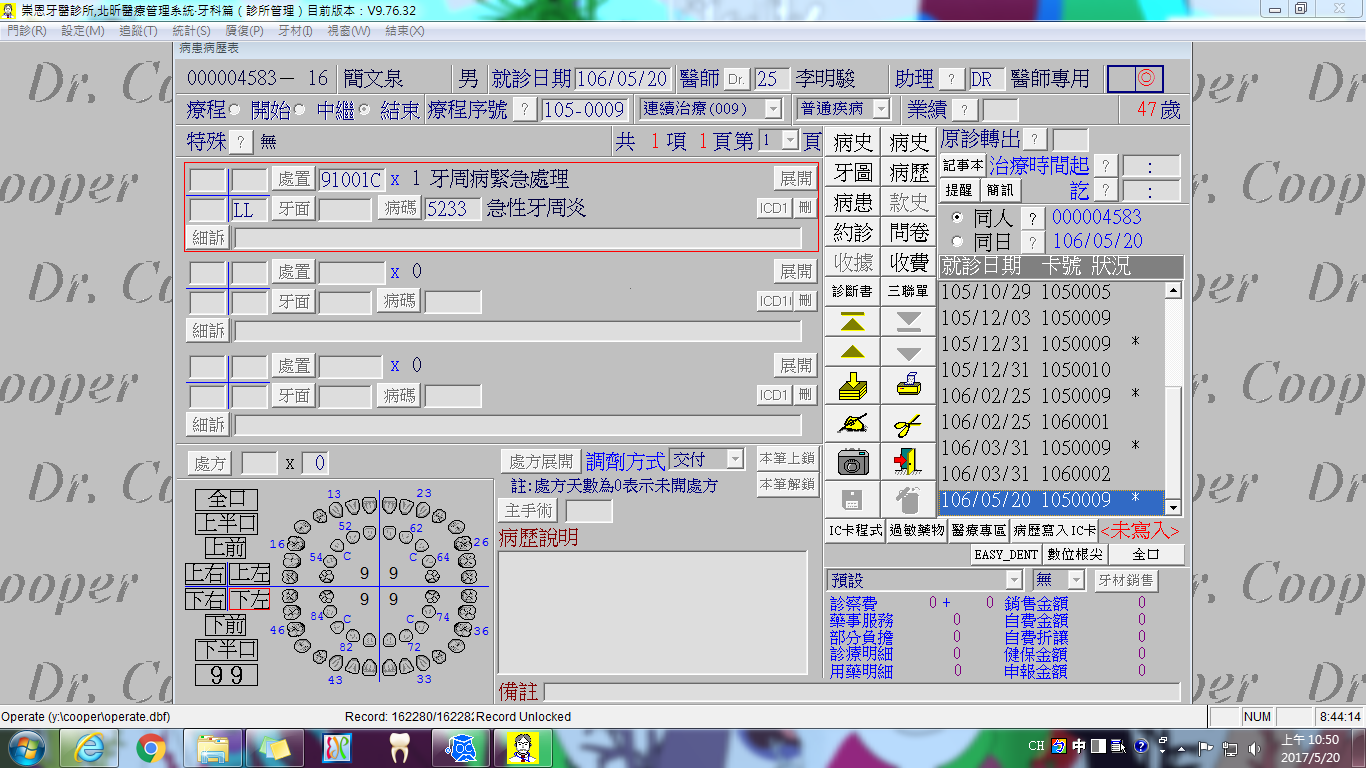 崇恩牙醫診所,北昕醫療管理系統-牙科篇（診所管理）目前版本：V9.76.32
門診(R) 設定(M) 追蹤(T) 統計(S) 廣復(P) 牙材(I) 視窗(W) 結束(X)
病患病歷表
000004583－ 16 簡文泉 男 就診日期 106/05/20 醫師 Dr. 25 李明駿 助理 ? DR 醫師專用 ◎
療程 開始 中繼 結束 療程序號 ? 105-0009 連續治療(009) 普通疾病 業績 ? 47 歲
特殊 ? 無 共 1 項 1 頁第 1 頁
處置 91001C x 1 牙周病緊急處理 展開
LL 牙面 病碼 5233 急性牙周炎 ICD1 刪
細訴
處置 x 0 展開
牙面 病碼 ICD1 刪
細訴
處置 x 0 展開
牙面 病碼 ICD1 刪
細訴
病史 病史
牙圖 病歷
病患 款史
約診 問卷
收據 收費
診斷書 三聯單
原診轉出 ?
記事本 治療時間起 ? :
提醒 簡訊 訖 ? :
同人 ? 000004583
同日 ? 106/05/20
就診日期 卡號 狀況
105/10/29 1050005
105/12/03 1050009
105/12/31 1050009 *
105/12/31 1050010
106/02/25 1050009 *
106/02/25 1060001
106/03/31 1050009 *
106/03/31 1060002
106/05/20 1050009 *
處方 x 0 處方展開 調劑方式 交付 本筆上鎖
註:處方天數為0表示未開處方 本筆解鎖
主手術
病歷說明
全口
上半口
上前
上右 上左
下右 下左
下前
下半口
99
13 23
52 62
16 26
54 C C 64
9 9
9 9
84 C C 74
46 36
82 72
43 33
IC卡程式 過敏藥物 醫療專區 病歷寫入IC卡 <未寫入>
EASY_DENT 數位根尖 全口
預設 無 牙材銷售
診察費 0 + 0 銷售金額 0
藥事服務 0 自費金額 0
部分負擔 0 自費折讓 0
診療明細 0 健保金額 0
用藥明細 0 申報金額 0
備註
Operate (y:\cooper\operate.dbf) Record: 162280/16228 Record Unlocked NUM 8:44:14
CH 中 上午 10:50
2017/5/20
Dr. Cooper